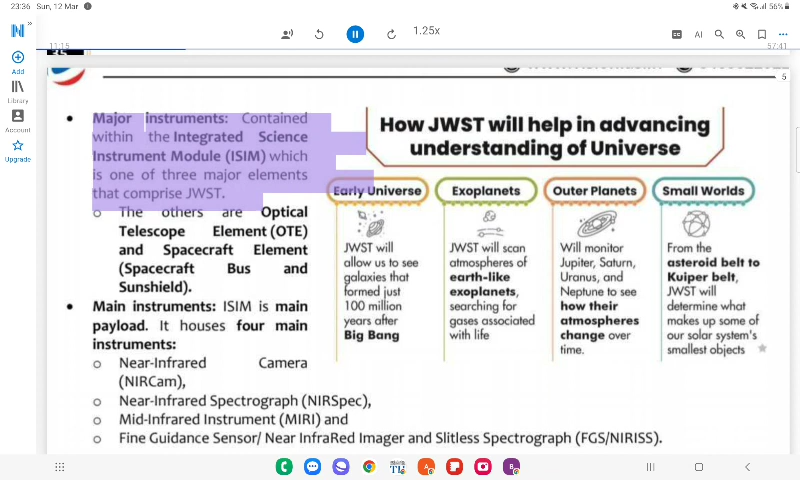 23:36 Sun, 12 Mar
56%
N
»
1.25x
AI
11:15
57:41
Add
Library
Account
Upgrade
5
• Major instruments: Contained
within the Integrated Science
Instrument Module (ISIM) which
is one of three major elements
that comprise JWST.
o The others are Optical
Telescope Element (OTE)
and Spacecraft Element
(Spacecraft Bus and
Sunshield).
• Main instruments: ISIM is main
payload. It houses four main
instruments:
o Near-Infrared Camera
(NIRCam),
o Near-Infrared Spectrograph (NIRSpec),
o Mid-Infrared Instrument (MIRI) and
o Fine Guidance Sensor/ Near InfraRed Imager and Slitless Spectrograph (FGS/NIRISS).
How JWST will help in advancing
understanding of Universe
Early Universe
JWST will
allow us to see
galaxies that
formed just
100 million
years after
Big Bang
Exoplanets
JWST will scan
atmospheres of
earth-like
exoplanets,
searching for
gases associated
with life
Outer Planets
Will monitor
Jupiter, Saturn,
Uranus, and
Neptune to see
how their
atmospheres
change over
time.
Small Worlds
From the
asteroid belt to
Kuiper belt,
JWST will
determine what
makes up some of
our solar system's
smallest objects